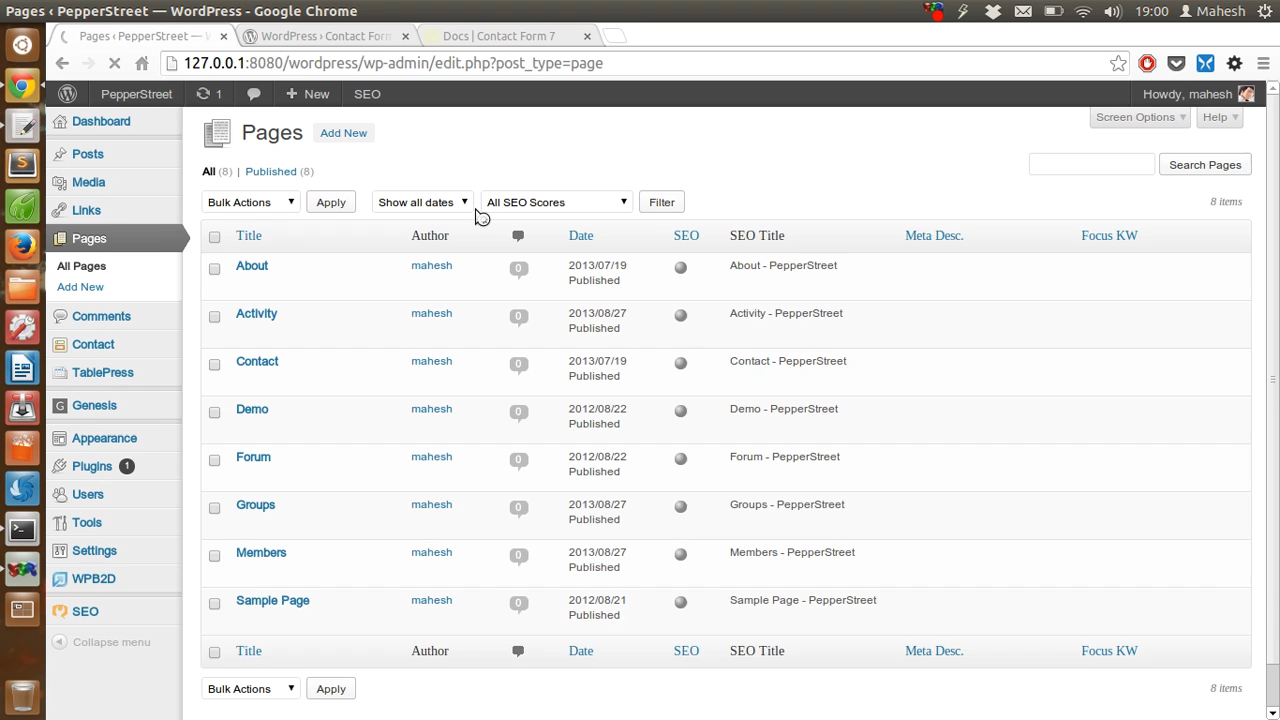 Pages ‹ PepperStreet — WordPress - Google Chrome
19:00 Mahesh
Pages ‹ PepperStreet — W
WordPress › Contact Form
Docs | Contact Form 7
127.0.0.1:8080/wordpress/wp-admin/edit.php?post_type=page
PepperStreet 1 New SEO Howdy, mahesh
Screen Options Help
Dashboard
Posts
Media
Links
Pages
All Pages
Add New
Comments
Contact
TablePress
Genesis
Appearance
Plugins 1
Users
Tools
Settings
WPB2D
SEO
Collapse menu
Pages Add New
All (8) | Published (8)
Search Pages
Bulk Actions Apply Show all dates All SEO Scores Filter 8 items
Title Author Date SEO SEO Title Meta Desc. Focus KW
About mahesh 0 2013/07/19 About - PepperStreet
Published
Activity mahesh 0 2013/08/27 Activity - PepperStreet
Published
Contact mahesh 0 2013/07/19 Contact - PepperStreet
Published
Demo mahesh 0 2012/08/22 Demo - PepperStreet
Published
Forum mahesh 0 2012/08/22 Forum - PepperStreet
Published
Groups mahesh 0 2013/08/27 Groups - PepperStreet
Published
Members mahesh 0 2013/08/27 Members - PepperStreet
Published
Sample Page mahesh 0 2012/08/21 Sample Page - PepperStreet
Published
Title Author Date SEO SEO Title Meta Desc. Focus KW
Bulk Actions Apply 8 items